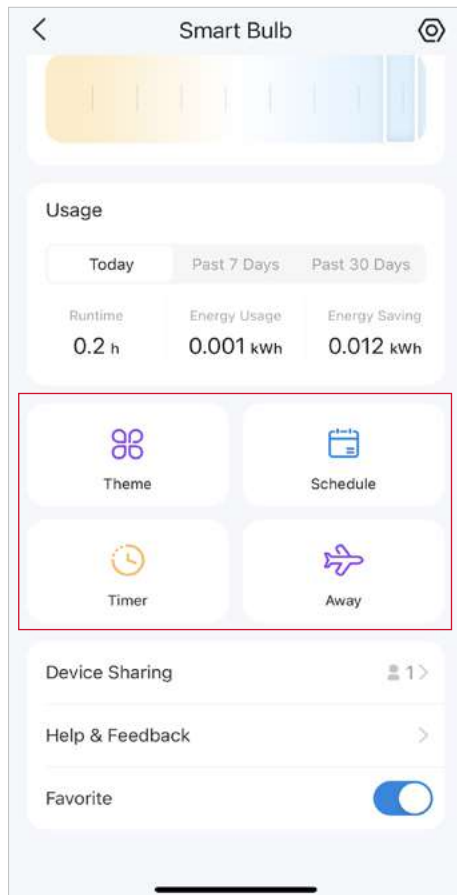 Smart Bulb
Usage
Today Past 7 Days Past 30 Days
Runtime Energy Usage Energy Saving
0.2 h 0.001 kWh 0.012 kWh
Theme Schedule
Timer Away
Device Sharing 1
Help & Feedback
Favorite